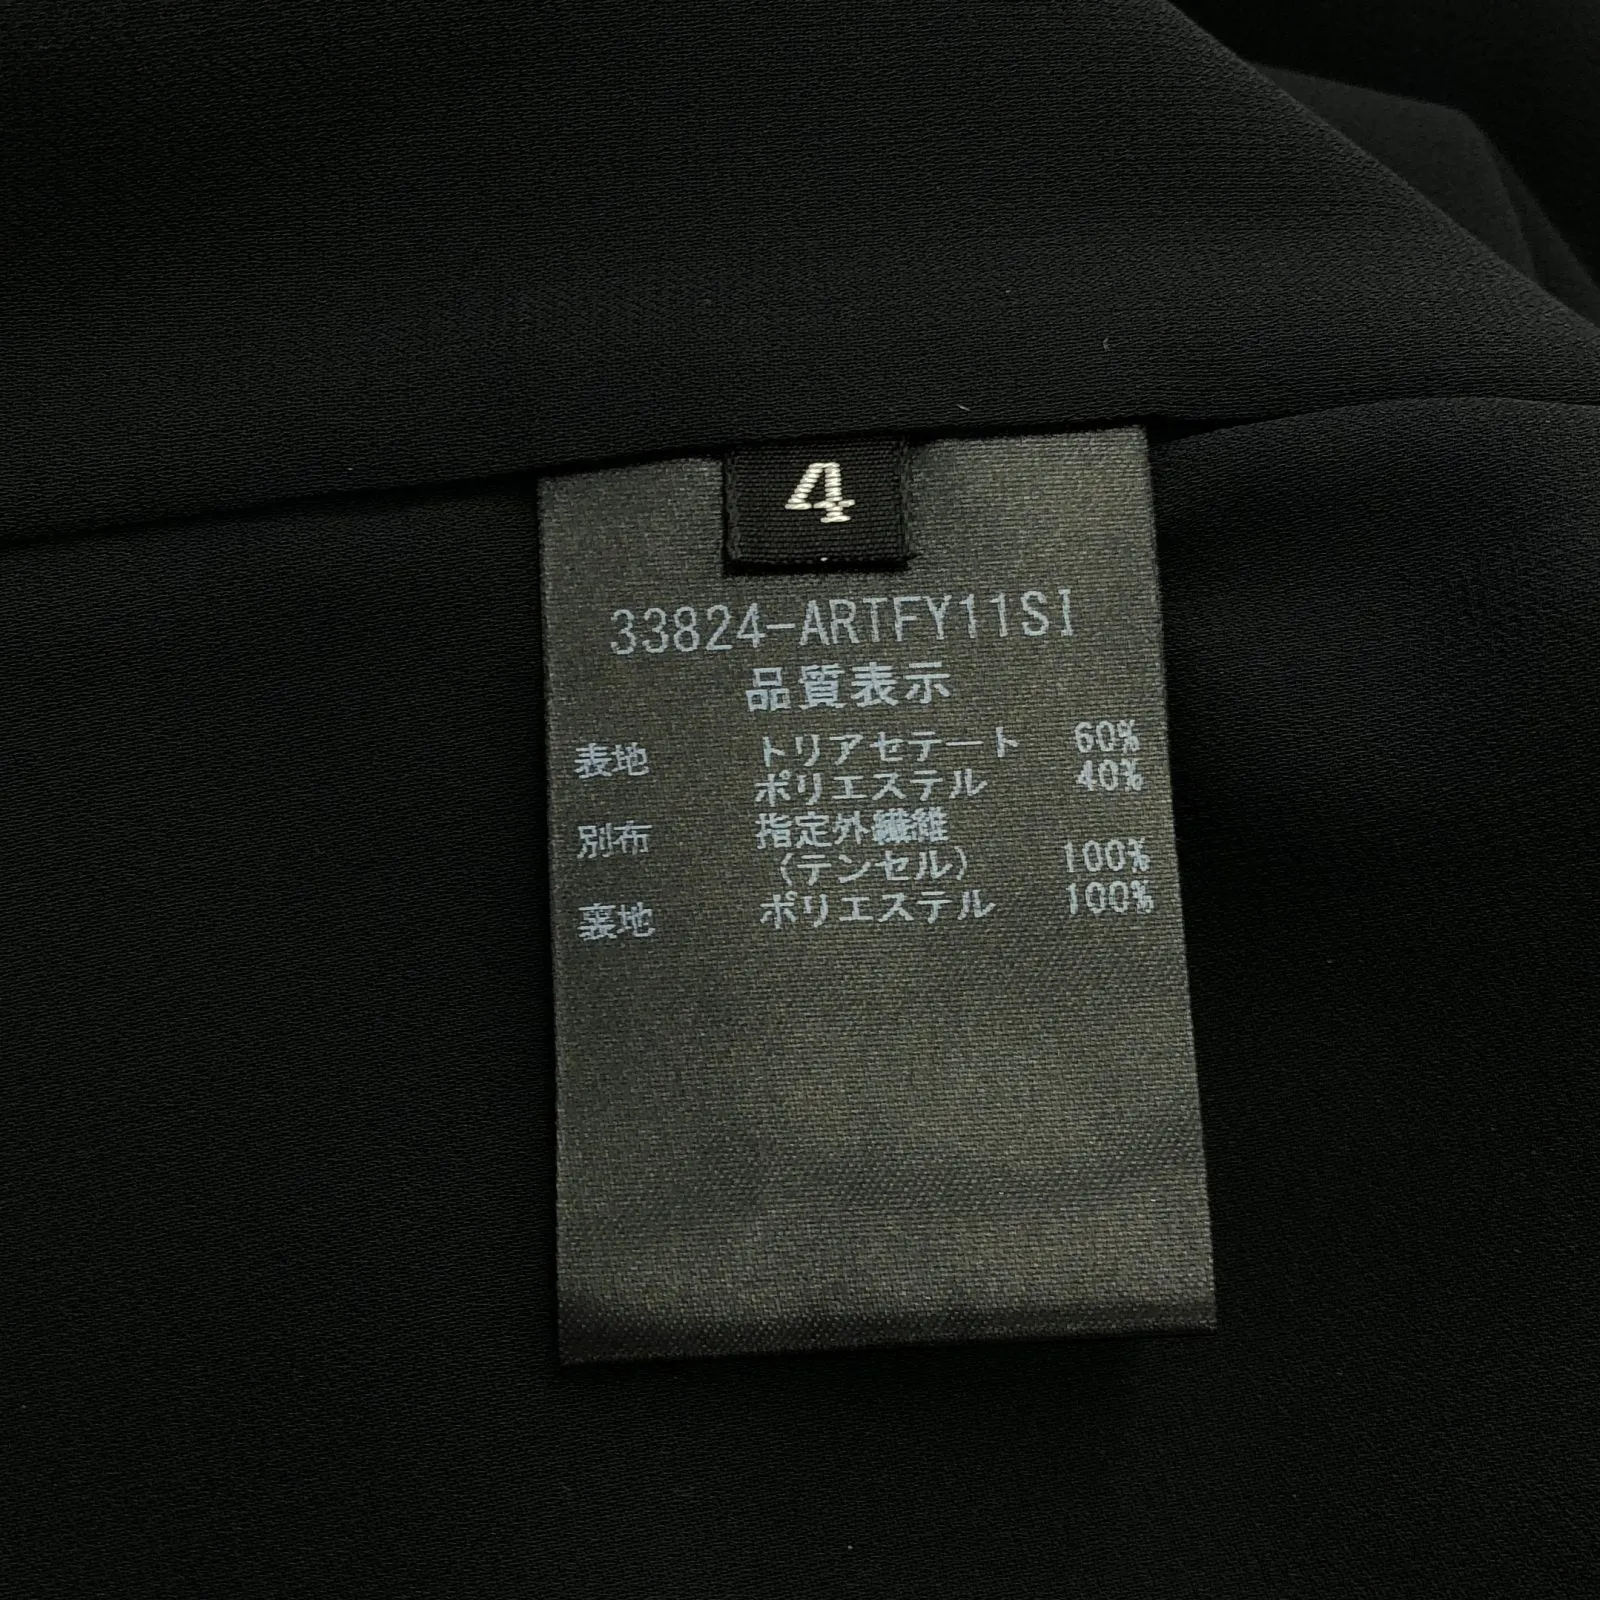 4
33824-ARTFY11SI
品質表示
表地 トリアセテート 60%
ポリエステル 40%
別布 指定外繊維
(テンセル) 100%
裏地 ポリエステル 100%